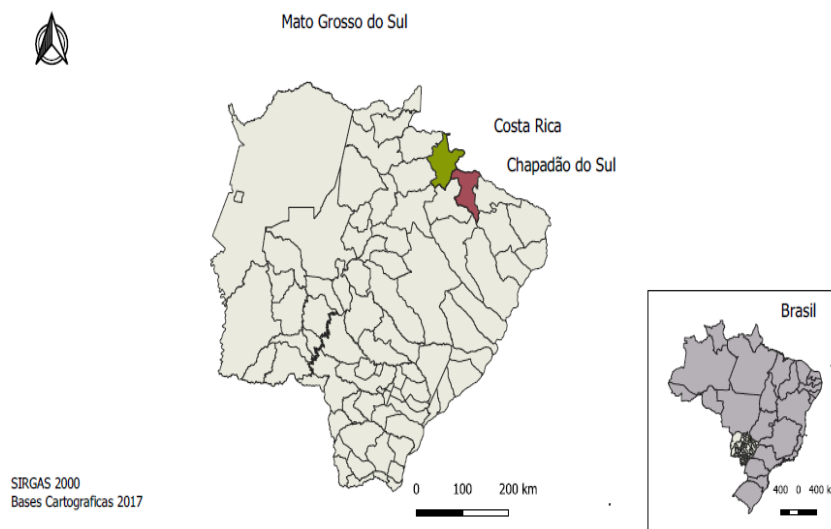 Mato Grosso do Sul
Costa Rica
Chapadão do Sul
Brasil
SIRGAS 2000
Bases Cartograficas 2017
0 100 200 km
400 0 400 k